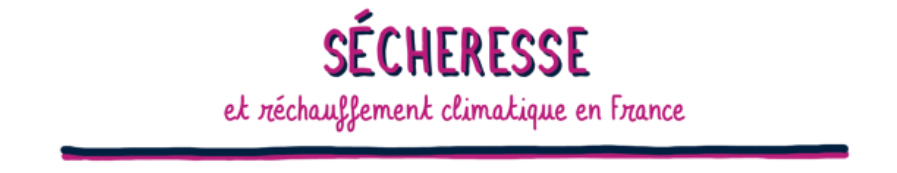 SÉCHERESSE
et réchauffement climatique en France